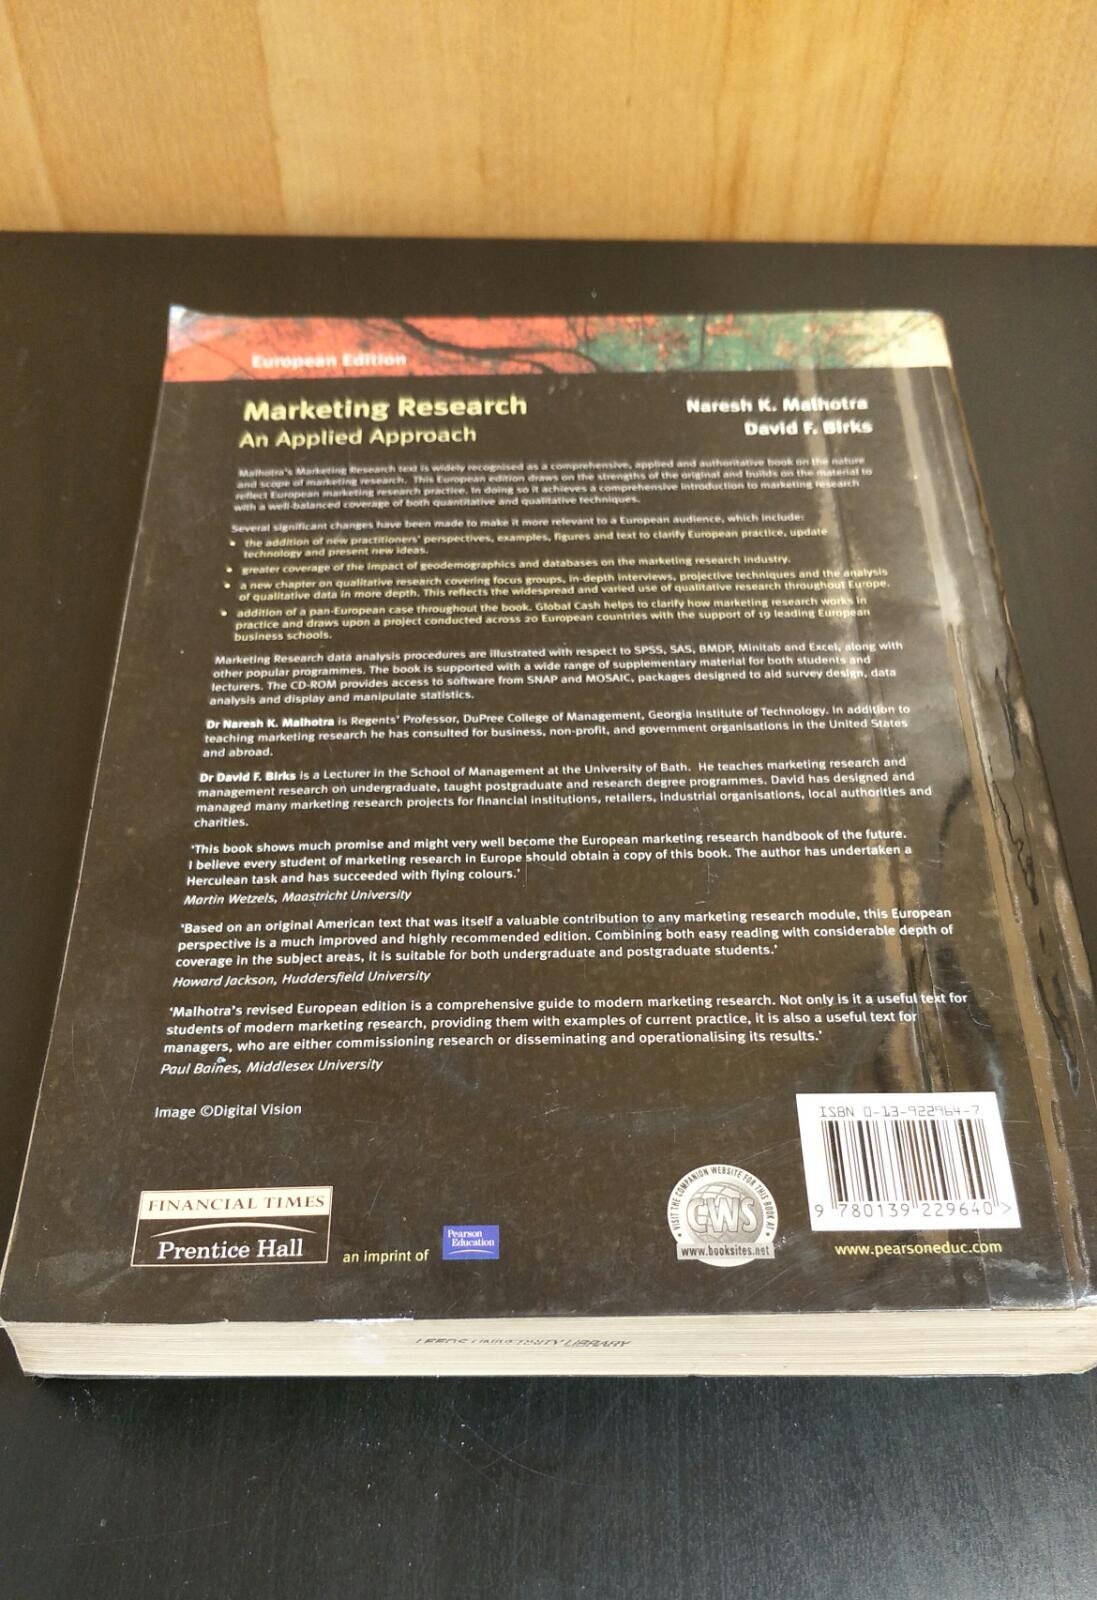 European Edition
Marketing Research
An Applied Approach
Naresh K. Malhotra
David F. Birks
Malhotra's Marketing Research text is widely recognised as a comprehensive, applied and authoritative book on the nature
and scope of marketing research. This European edition draws on the strengths of the original and builds on the material to
reflect European marketing research practice. In doing so it achieves a comprehensive introduction to marketing research
with a well-balanced coverage of both quantitative and qualitative techniques.
Several significant changes have been made to make it more relevant to a European audience, which include:
• the addition of new practitioners' perspectives, examples, figures and text to clarify European practice, update
technology and present new ideas.
• greater coverage of the impact of geodemographics and databases on the marketing research industry.
• a new chapter on qualitative research covering focus groups, in-depth interviews, projective techniques and the analysis
of qualitative data in more depth. This reflects the widespread and varied use of qualitative research throughout Europe.
• addition of a pan-European case throughout the book. Global Cash helps to clarify how marketing research works in
practice and draws upon a project conducted across 20 European countries with the support of 19 leading European
business schools.
Marketing Research data analysis procedures are illustrated with respect to SPSS, SAS, BMDP, Minitab and Excel, along with
other popular programmes. The book is supported with a wide range of supplementary material for both students and
lecturers. The CD-ROM provides access to software from SNAP and MOSAIC, packages designed to aid survey design, data
analysis and display and manipulate statistics.
Dr Naresh K. Malhotra is Regents' Professor, DuPree College of Management, Georgia Institute of Technology. In addition to
teaching marketing research he has consulted for business, non-profit, and government organisations in the United States
and abroad.
Dr David F. Birks is a Lecturer in the School of Management at the University of Bath. He teaches marketing research and
management research on undergraduate, taught postgraduate and research degree programmes. David has designed and
managed many marketing research projects for financial institutions, retailers, industrial organisations, local authorities and
charities.
'This book shows much promise and might very well become the European marketing research handbook of the future.
I believe every student of marketing research in Europe should obtain a copy of this book. The author has undertaken a
Herculean task and has succeeded with flying colours.'
Martin Wetzels, Maastricht University
'Based on an original American text that was itself a valuable contribution to any marketing research module, this European
perspective is a much improved and highly recommended edition. Combining both easy reading with considerable depth of
coverage in the subject areas, it is suitable for both undergraduate and postgraduate students.'
Howard Jackson, Huddersfield University
'Malhotra's revised European edition is a comprehensive guide to modern marketing research. Not only is it a useful text for
students of modern marketing research, providing them with examples of current practice, it is also a useful text for
managers, who are either commissioning research or disseminating and operationalising its results.'
Paul Baines, Middlesex University
Image ©Digital Vision
ISBN 0-13-922964-7
9 780139 229640 >
FINANCIAL TIMES
Prentice Hall
an imprint of
Pearson
Education
VISIT THE COMPANION WEBSITE FOR THIS BOOK AT
CWS
www.booksites.net
www.pearsoneduc.com
LEEDS UNIVERSITY LIBRARY